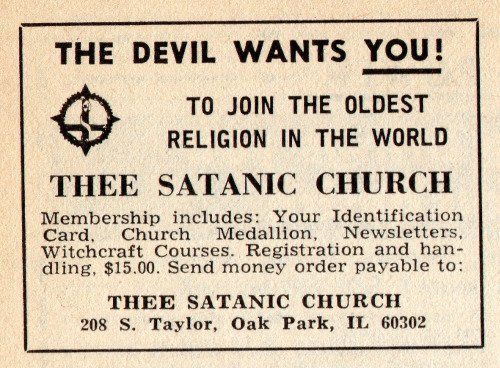 THE DEVIL WANTS YOU!
TO JOIN THE OLDEST
RELIGION IN THE WORLD
THEE SATANIC CHURCH
Membership includes: Your Identification
Card, Church Medallion, Newsletters,
Witchcraft Courses. Registration and han-
dling, $15.00. Send money order payable to:
THEE SATANIC CHURCH
208 S. Taylor, Oak Park, IL 60302